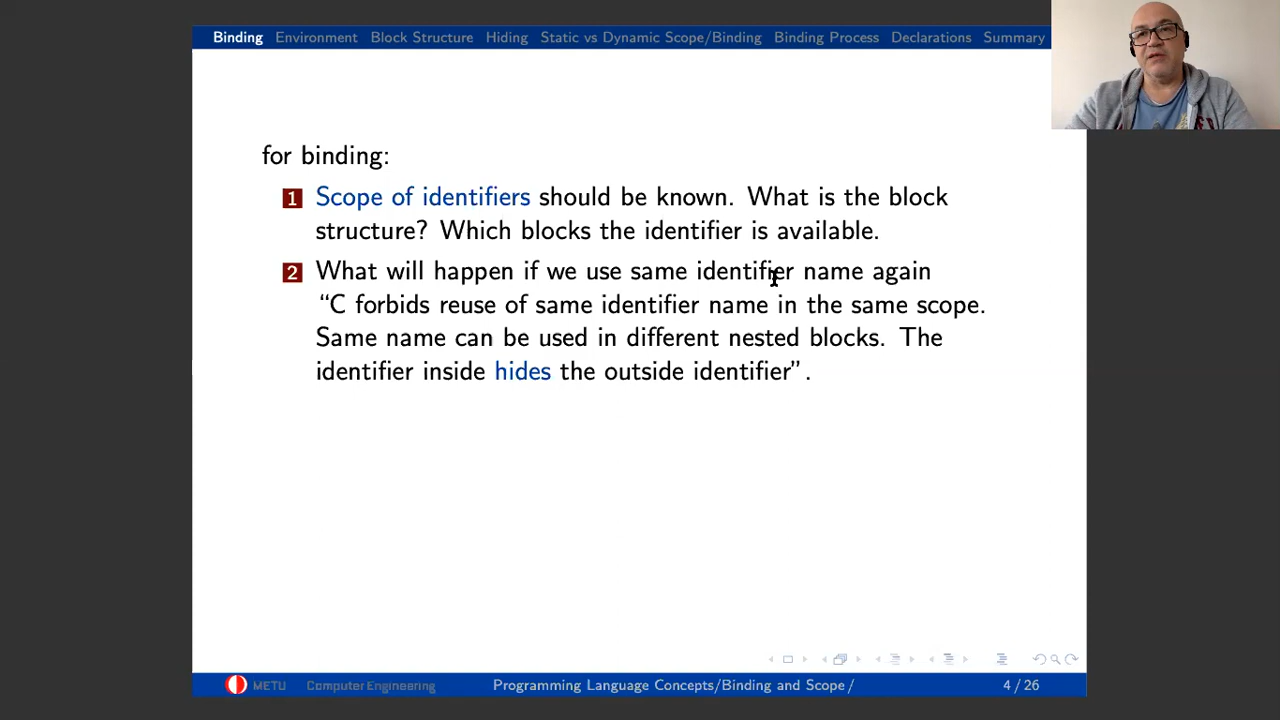 Binding Environment Block Structure Hiding Static vs Dynamic Scope/Binding Binding Process Declarations Summary
for binding:
1 Scope of identifiers should be known. What is the block
structure? Which blocks the identifier is available.
2 What will happen if we use same identifier name again
“C forbids reuse of same identifier name in the same scope.
Same name can be used in different nested blocks. The
identifier inside hides the outside identifier”.
METU Computer Engineering Programming Language Concepts/Binding and Scope / 4 / 26